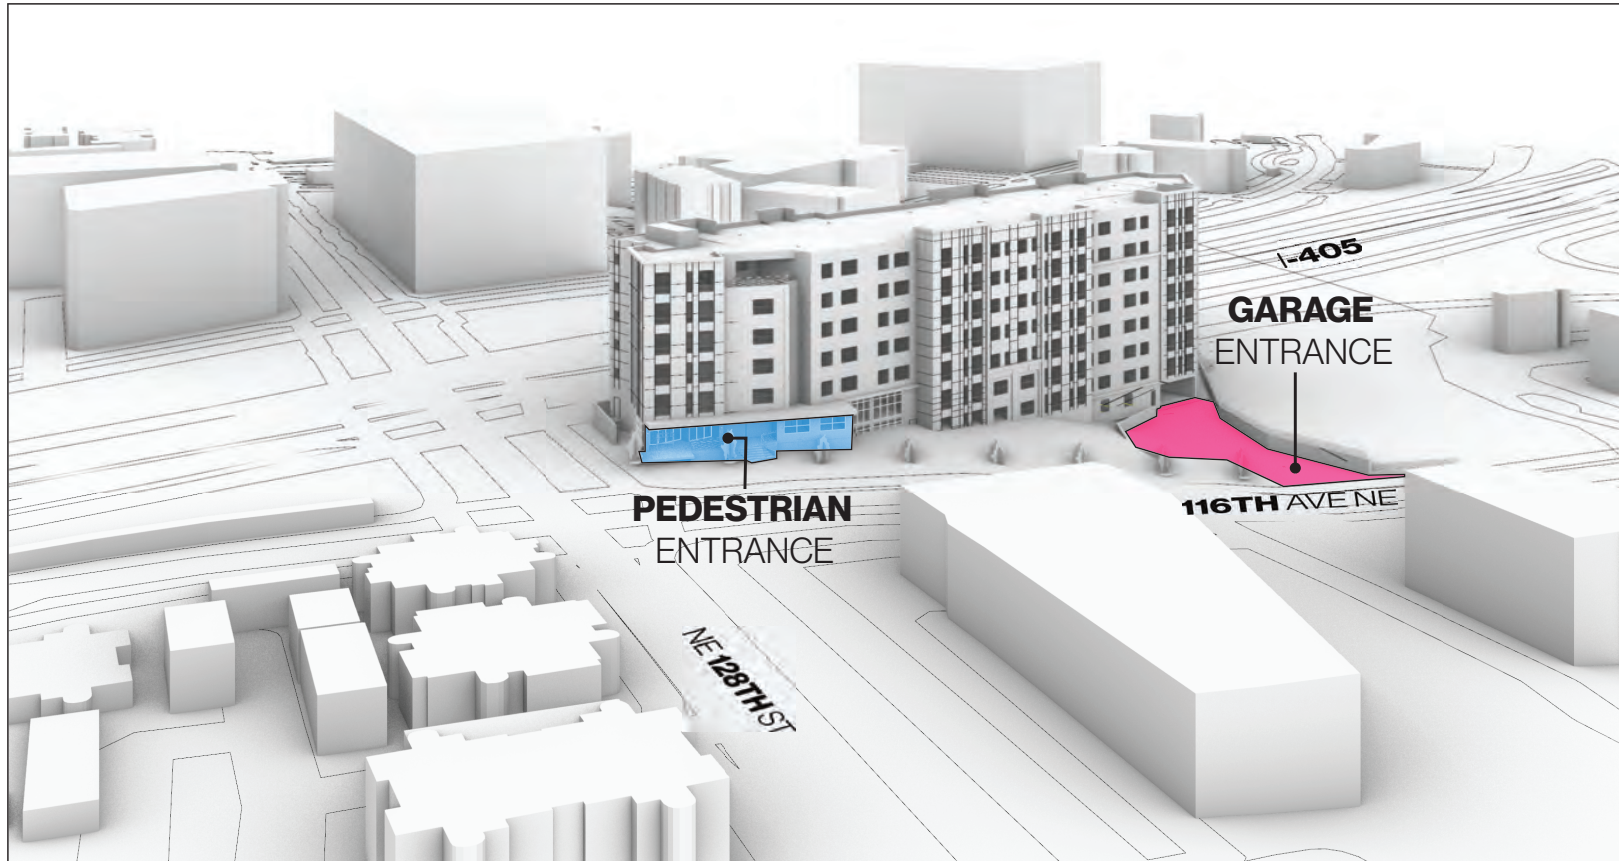 I-405
GARAGE
ENTRANCE
116TH AVE NE
PEDESTRIAN
ENTRANCE
NE 128TH ST